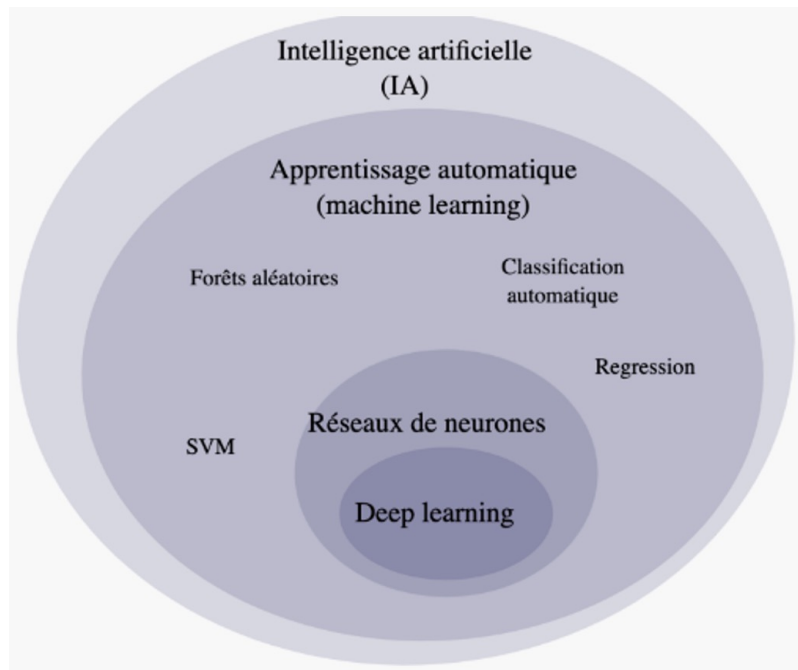 Intelligence artificielle
(IA)
Apprentissage automatique
(machine learning)
Forêts aléatoires
Classification
automatique
Regression
Réseaux de neurones
SVM
Deep learning